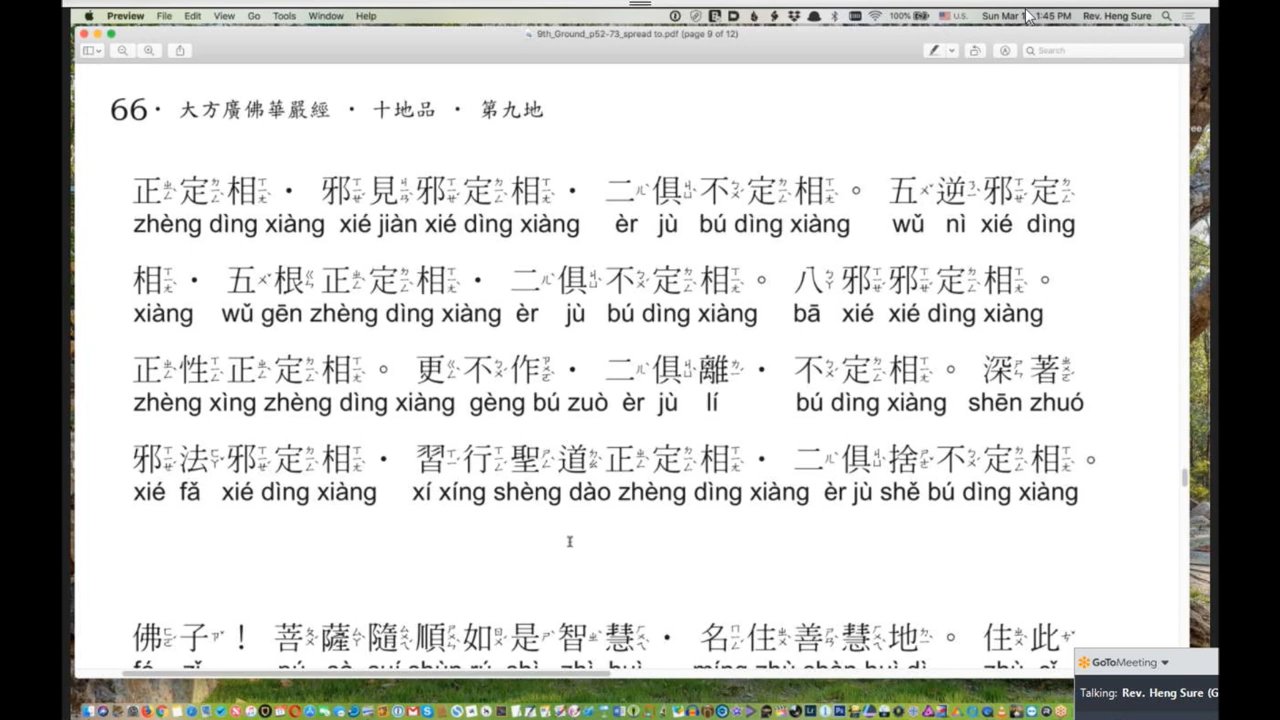 Preview File Edit View Go Tools Window Help 100% U.S. Sun Mar 1:45 PM Rev. Heng Sure
9th_Ground_p52-73_spread to.pdf (page 9 of 12)
Search
66· 大方廣佛華嚴經 · 十地品 · 第九地
正定相· 邪見邪定相· 二俱不定相。五逆邪定
zhèng dìng xiàng xié jiàn xié dìng xiàng èr jù bú dìng xiàng wǔ nì xié dìng
相· 五根正定相· 二俱不定相。八邪邪定相。
xiàng wǔ gēn zhèng dìng xiàng èr jù bú dìng xiàng bā xié xié dìng xiàng
正性正定相。更不作· 二俱離· 不定相。深著
zhèng xìng zhèng dìng xiàng gèng bú zuò èr jù lí bú dìng xiàng shēn zhuó
邪法邪定相· 習行聖道正定相· 二俱捨不定相。
xié fǎ xié dìng xiàng xí xíng shèng dào zhèng dìng xiàng èr jù shě bú dìng xiàng
佛子！菩薩隨順如是智慧· 名住善慧地。住此
GoToMeeting
Talking: Rev. Heng Sure (G